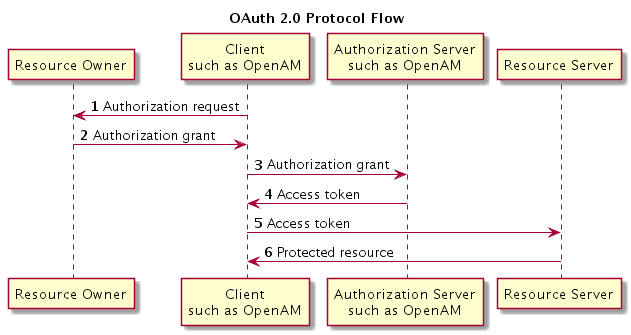 OAuth 2.0 Protocol Flow
Resource Owner
Client
such as OpenAM
Authorization Server
such as OpenAM
Resource Server
1 Authorization request
2 Authorization grant
3 Authorization grant
4 Access token
5 Access token
6 Protected resource
Resource Owner
Client
such as OpenAM
Authorization Server
such as OpenAM
Resource Server